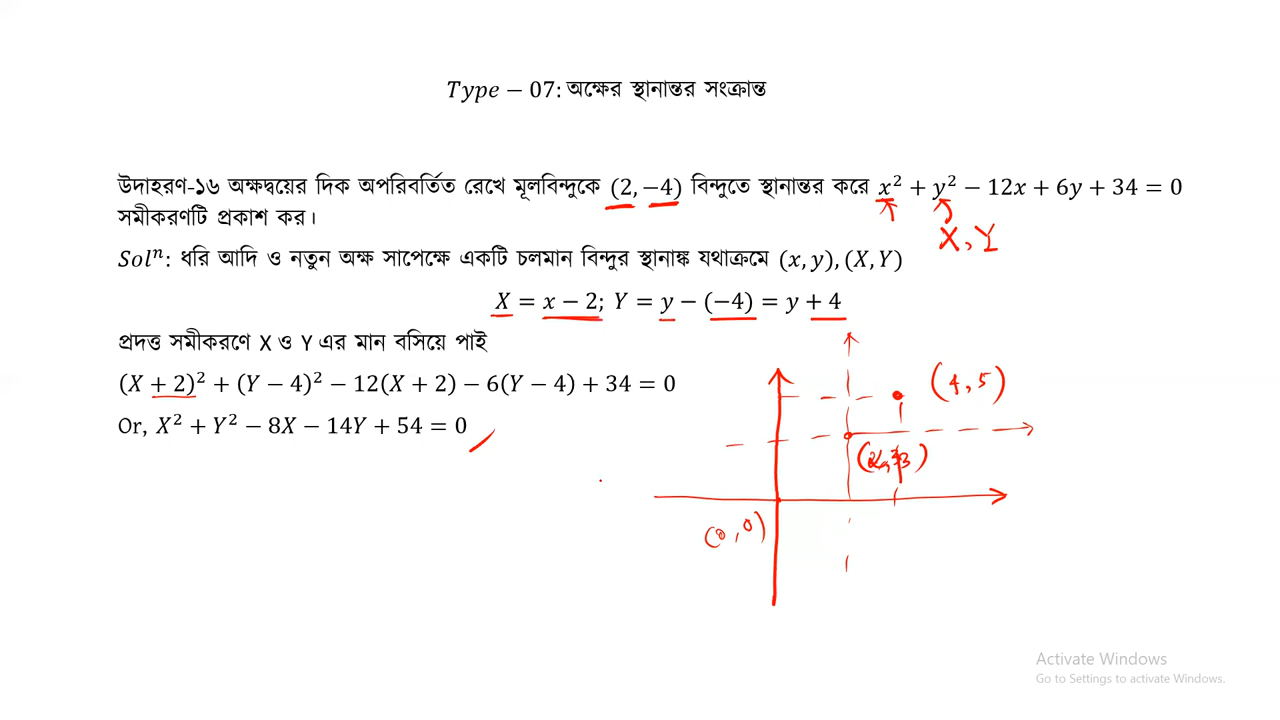 Type − 07: অক্ষের স্থানান্তর সংক্রান্ত
উদাহরণ-১৬ অক্ষদ্বয়ের দিক অপরিবর্তিত রেখে মূলবিন্দুকে (2, −4) বিন্দুতে স্থানান্তর করে x² + y² − 12x + 6y + 34 = 0
সমীকরণটি প্রকাশ কর।
X, Y
Solⁿ: ধরি আদি ও নতুন অক্ষ সাপেক্ষে একটি চলমান বিন্দুর স্থানাঙ্ক যথাক্রমে (x, y), (X, Y)
X = x − 2; Y = y − (−4) = y + 4
প্রদত্ত সমীকরণে X ও Y এর মান বসিয়ে পাই
(X + 2)² + (Y − 4)² − 12(X + 2) − 6(Y − 4) + 34 = 0
(4, 5)
Or, X² + Y² − 8X − 14Y + 54 = 0
(0, 0)
Activate Windows
Go to Settings to activate Windows.